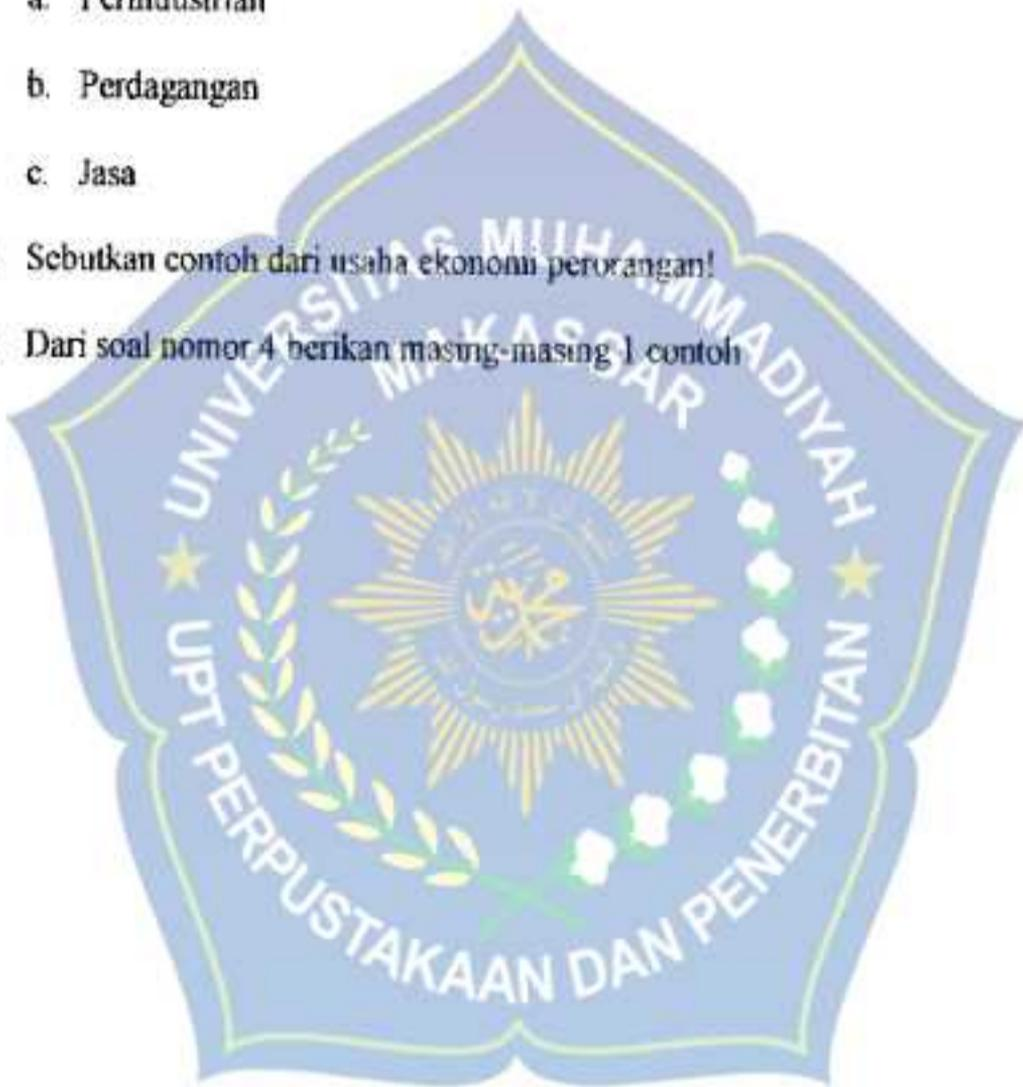 a. Perindustrian
b. Perdagangan
c. Jasa
Sebutkan contoh dari usaha ekonomi perorangan!
Dari soal nomor 4 berikan masing-masing 1 contoh
UNIVERSITAS MUHAMMADIYAH
MAKASSAR
UPT PERPUSTAKAAN DAN PENERBITAN